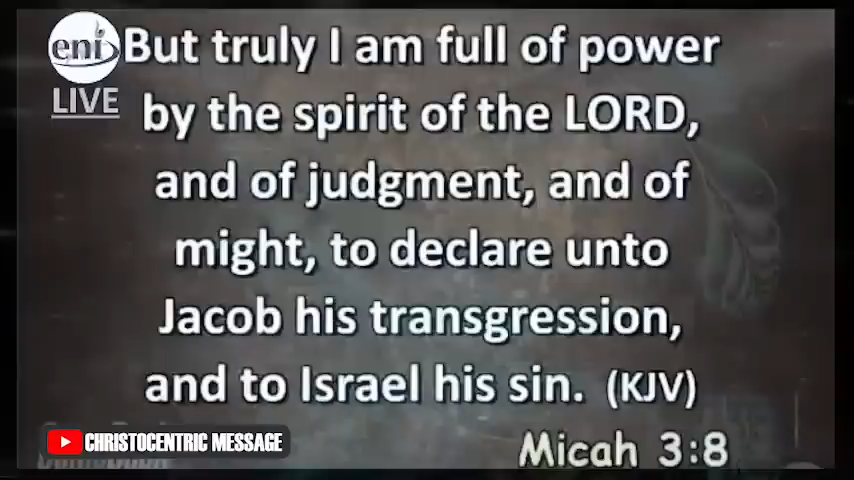 eni
LIVE
But truly I am full of power
by the spirit of the LORD,
and of judgment, and of
might, to declare unto
Jacob his transgression,
and to Israel his sin. (KJV)
CHRISTOCENTRIC MESSAGE
Micah 3:8